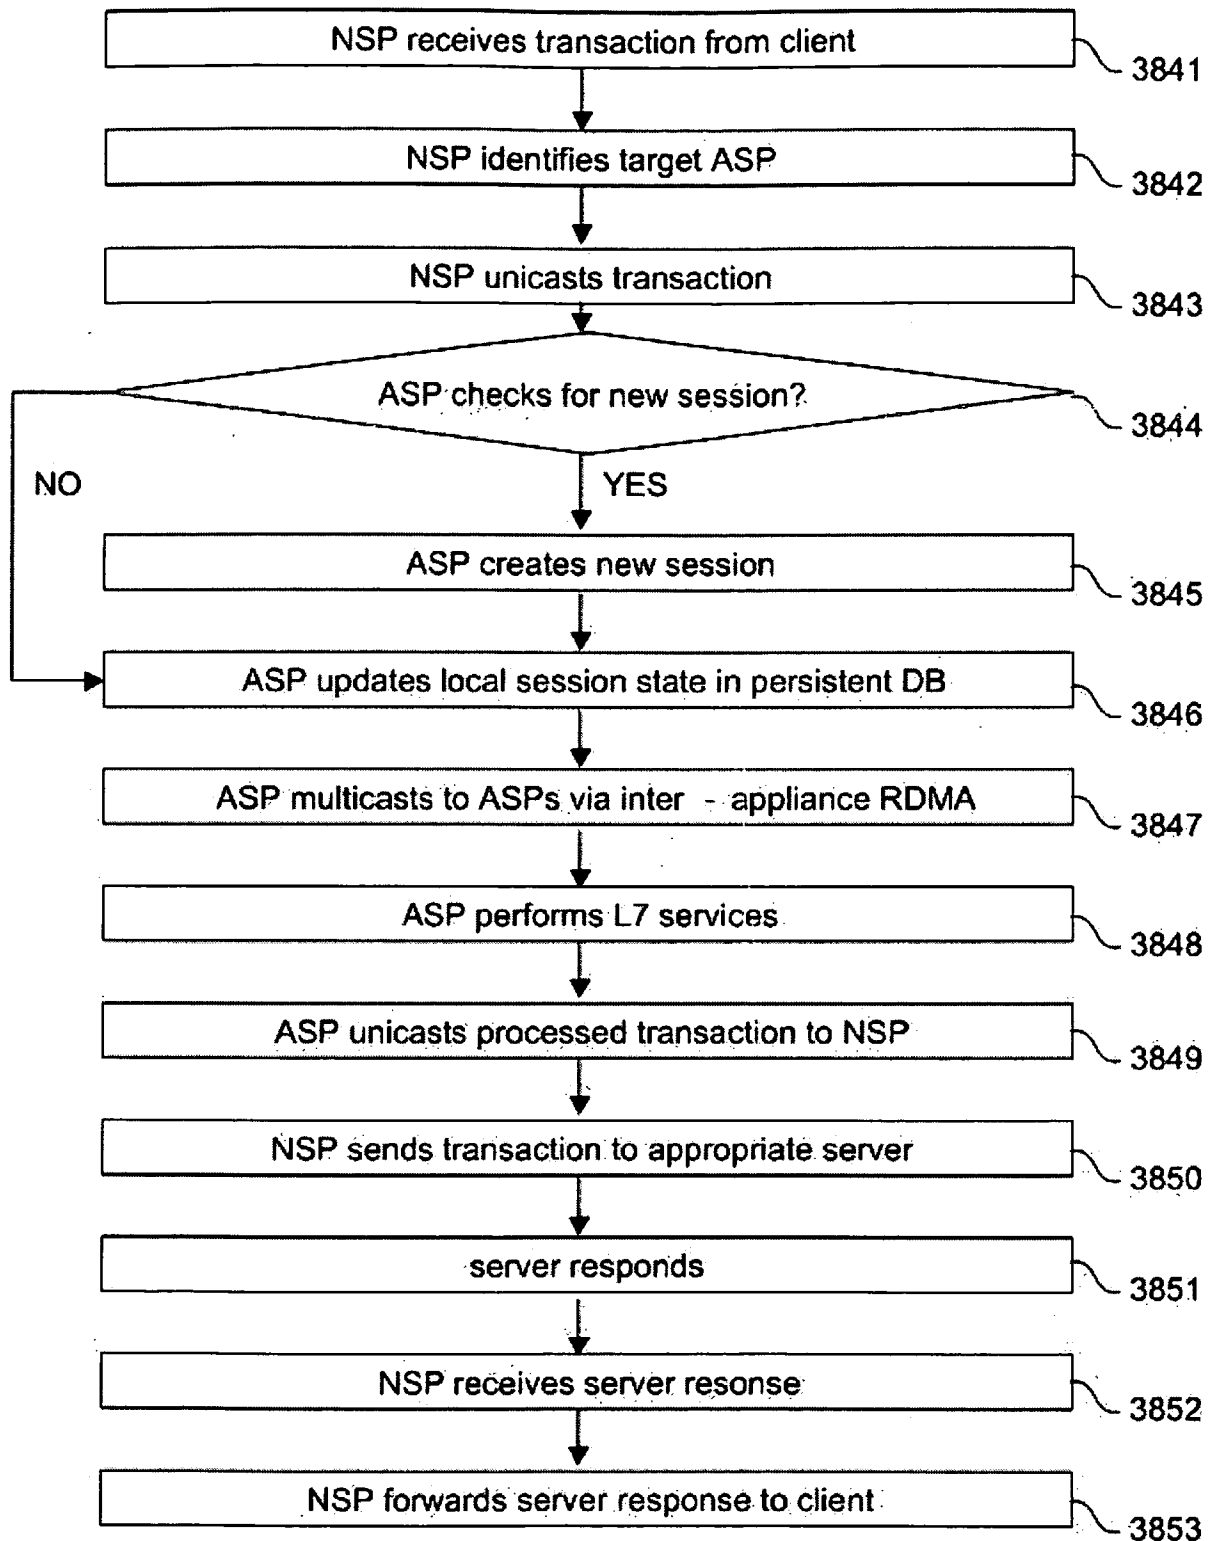 NSP receives transaction from client
3841
NSP identifies target ASP
3842
NSP unicasts transaction
3843
ASP checks for new session?
3844
NO
YES
ASP creates new session
3845
ASP updates local session state in persistent DB
3846
ASP multicasts to ASPs via inter - appliance RDMA
3847
ASP performs L7 services
3848
ASP unicasts processed transaction to NSP
3849
NSP sends transaction to appropriate server
3850
server responds
3851
NSP receives server resonse
3852
NSP forwards server response to client
3853